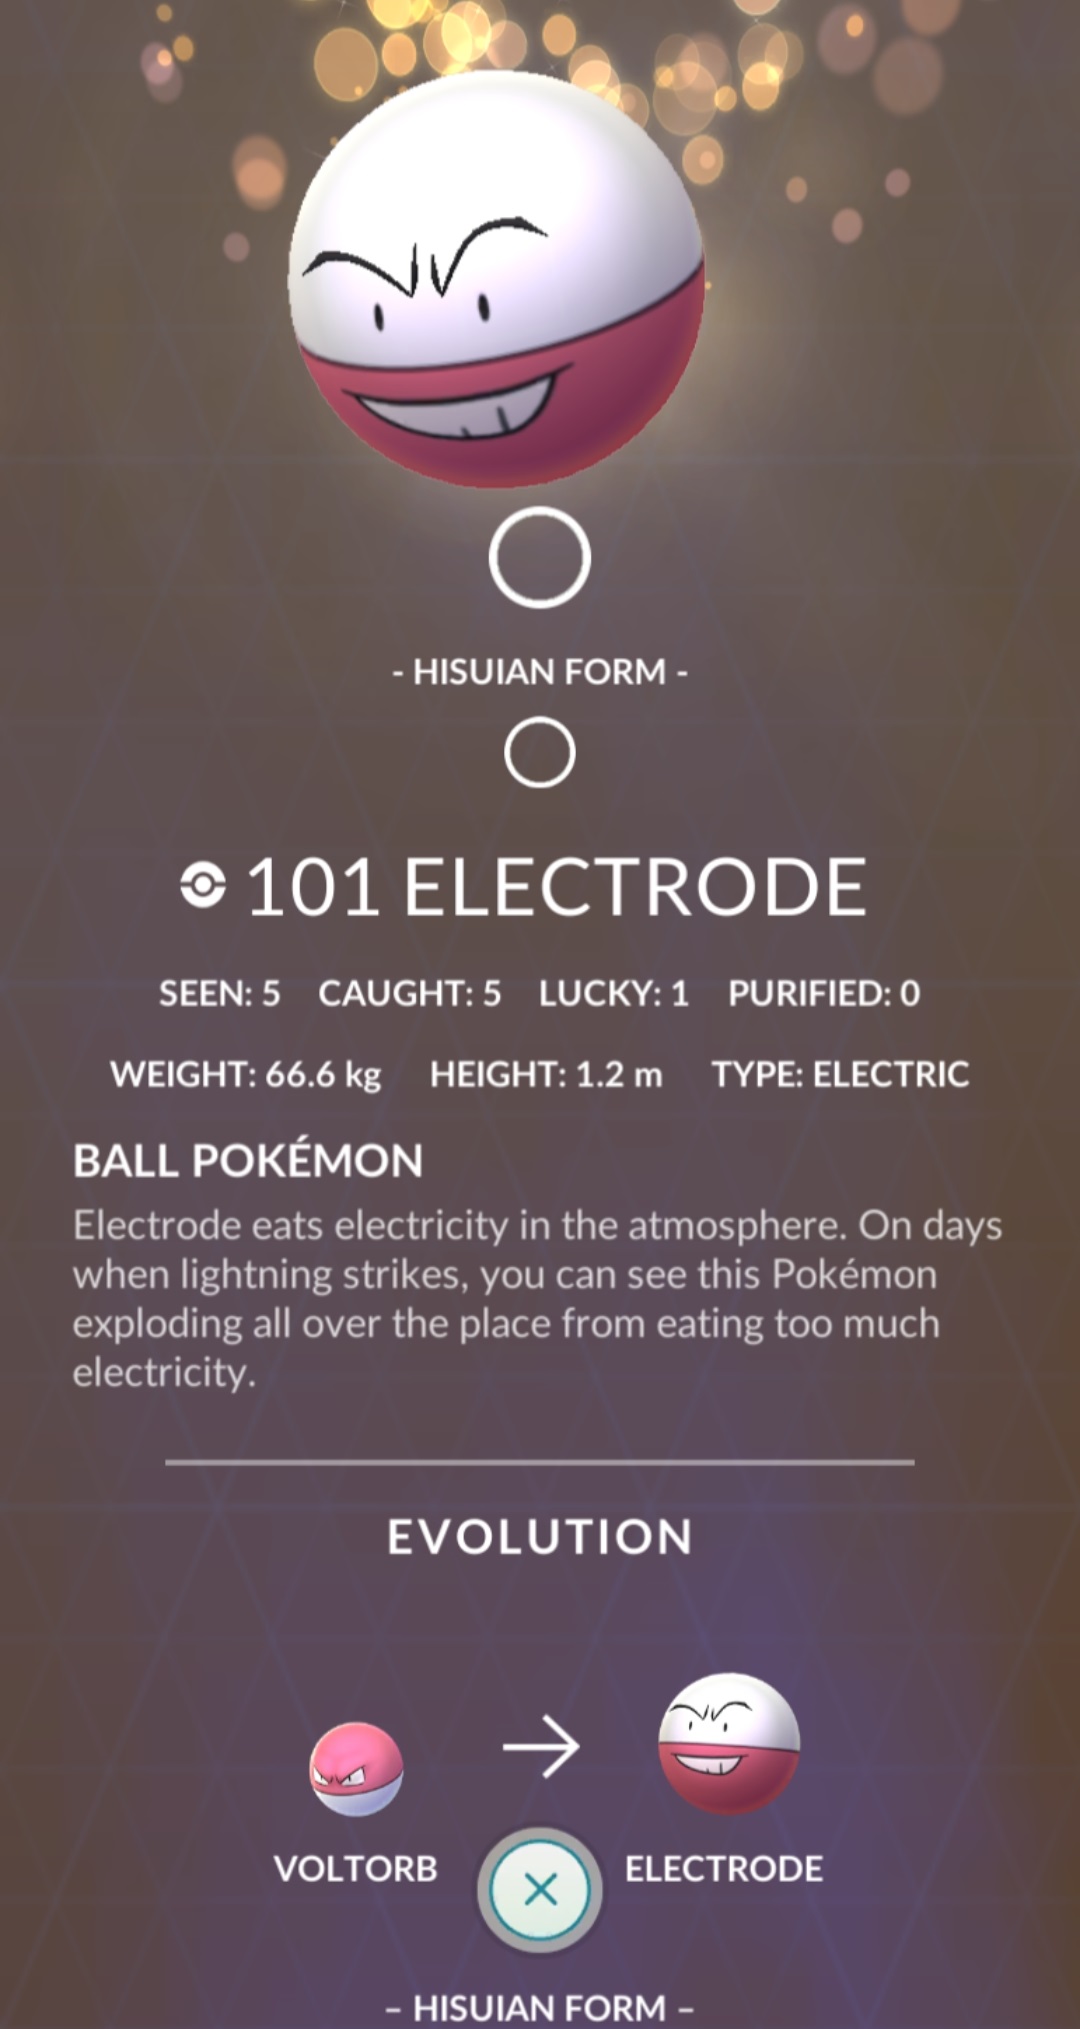 - HISUIAN FORM -
101 ELECTRODE
SEEN: 5 CAUGHT: 5 LUCKY: 1 PURIFIED: 0
WEIGHT: 66.6 kg HEIGHT: 1.2 m TYPE: ELECTRIC
BALL POKÉMON
Electrode eats electricity in the atmosphere. On days
when lightning strikes, you can see this Pokémon
exploding all over the place from eating too much
electricity.
EVOLUTION
VOLTORB ELECTRODE
– HISUIAN FORM –